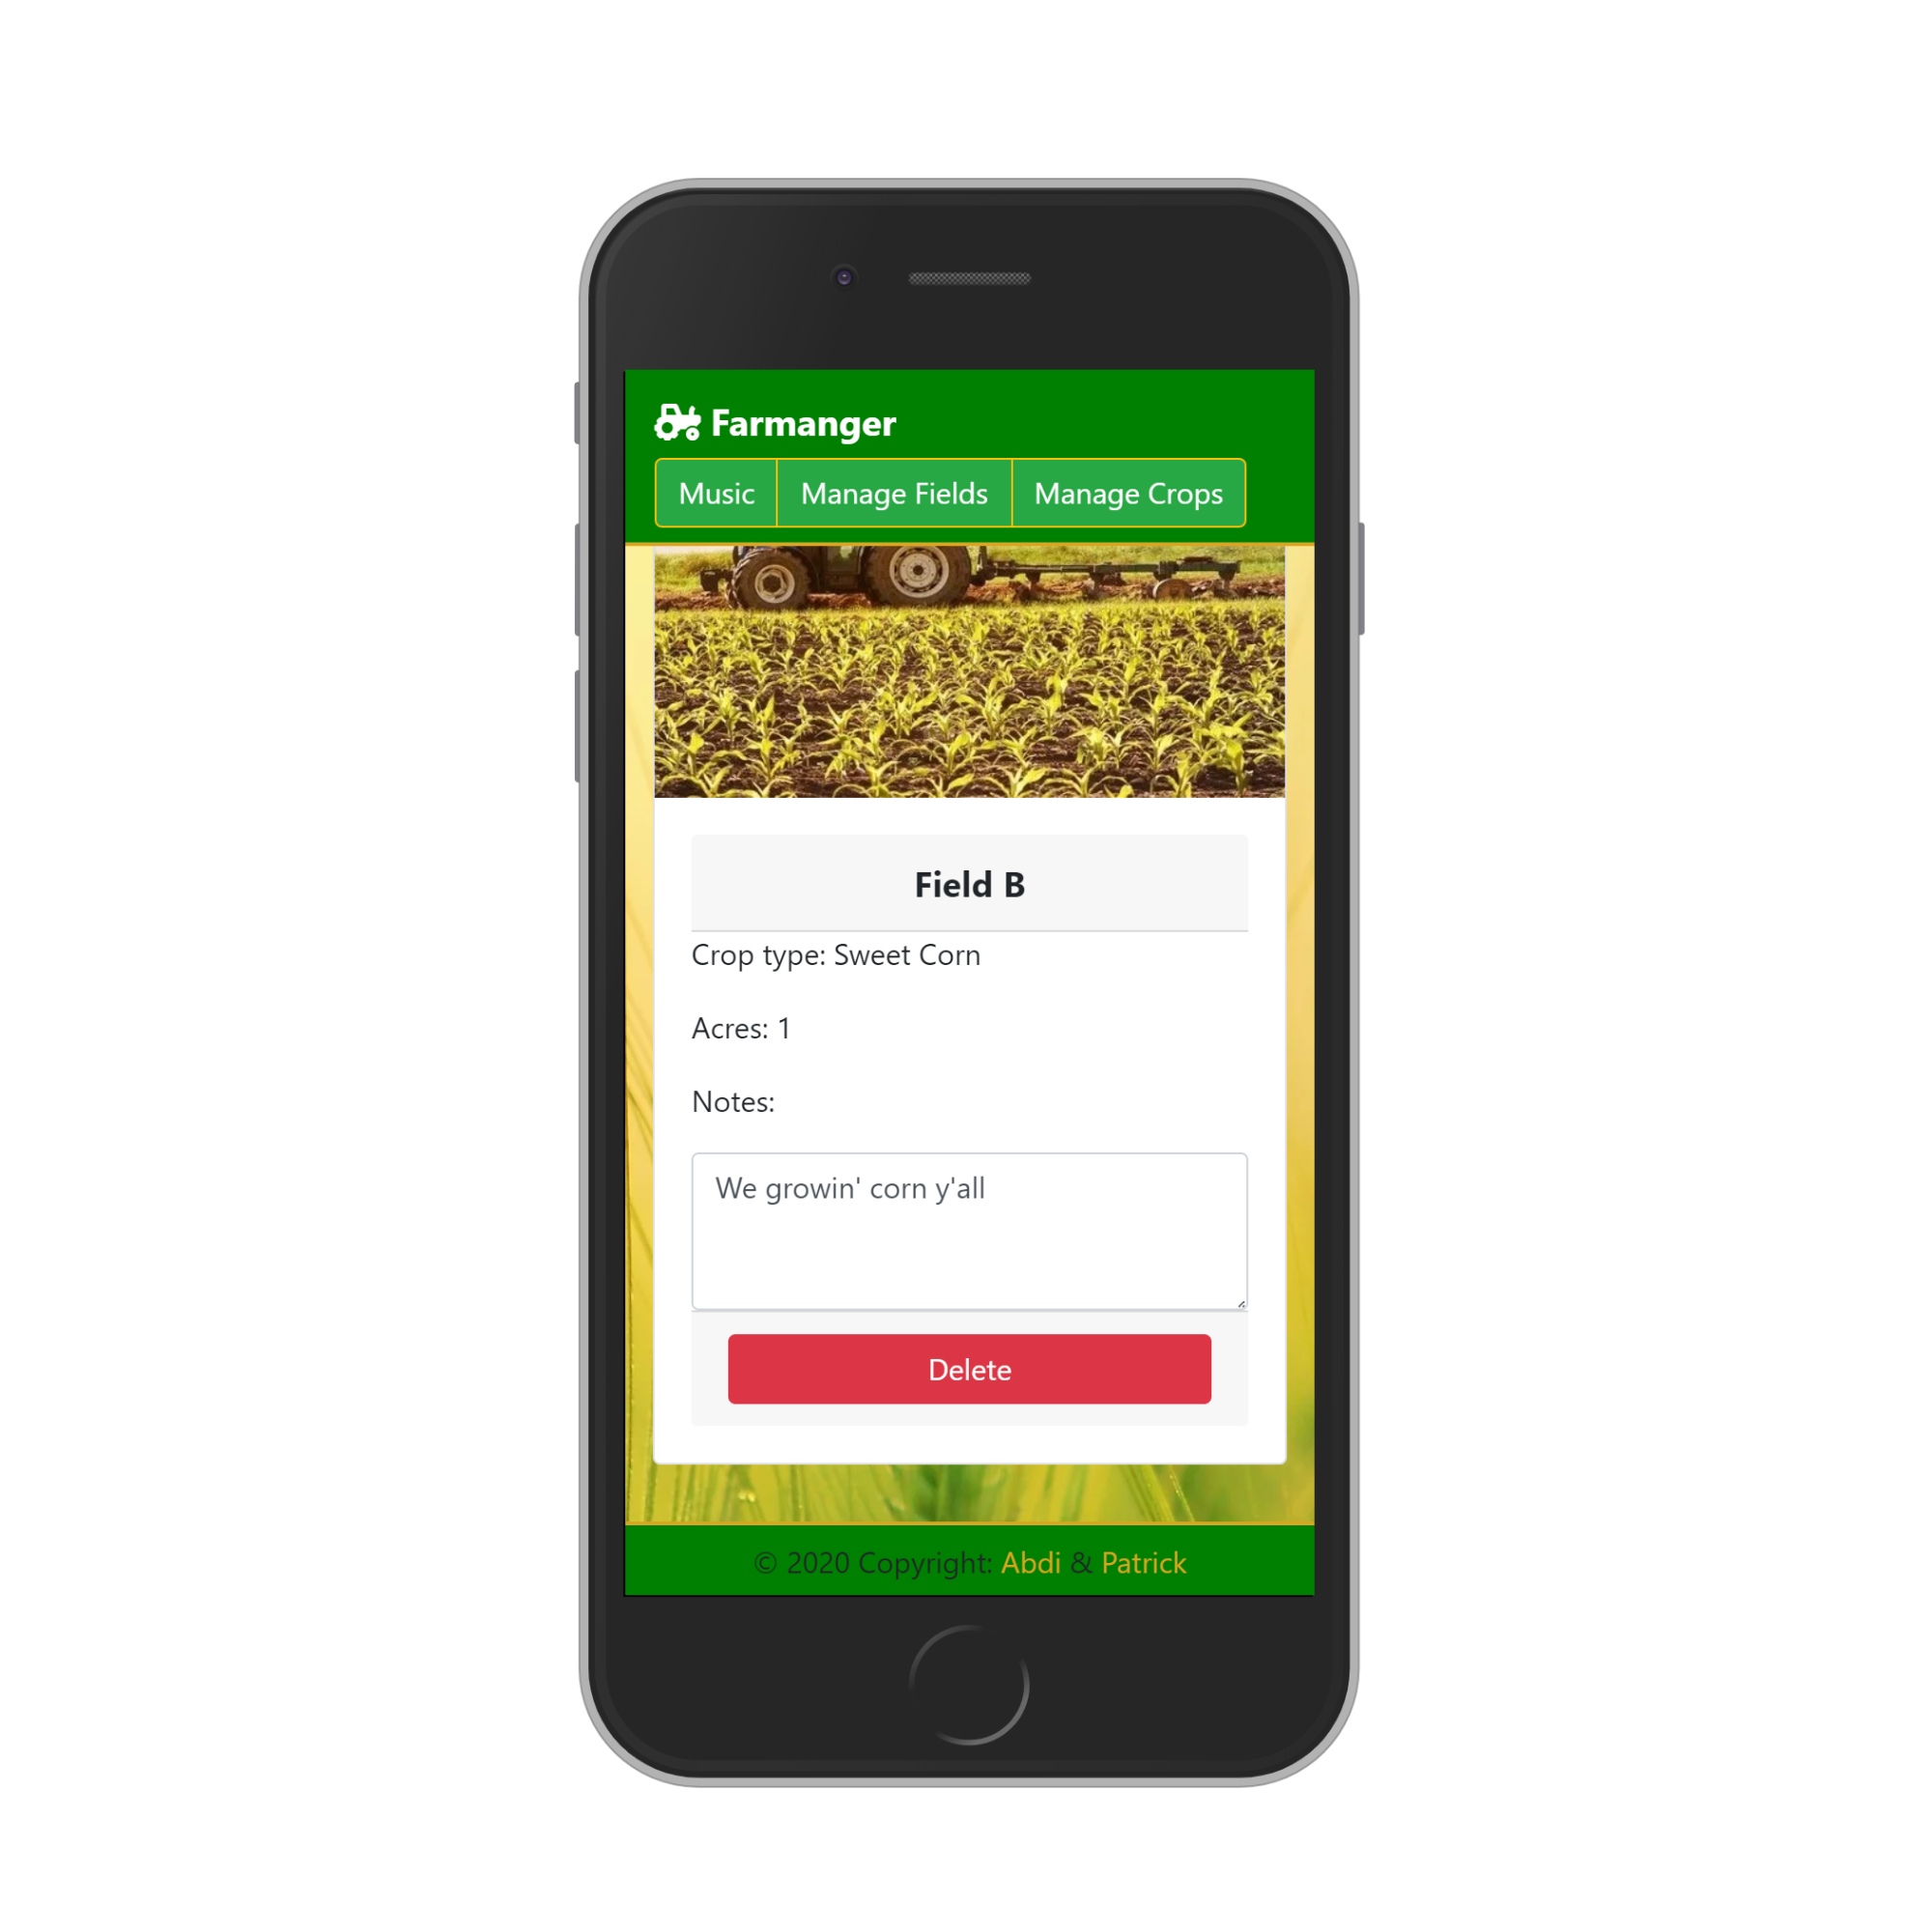 Farmanger
Music Manage Fields Manage Crops
Field B
Crop type: Sweet Corn
Acres: 1
Notes:
We growin' corn y'all
Delete
© 2020 Copyright: Abdi & Patrick